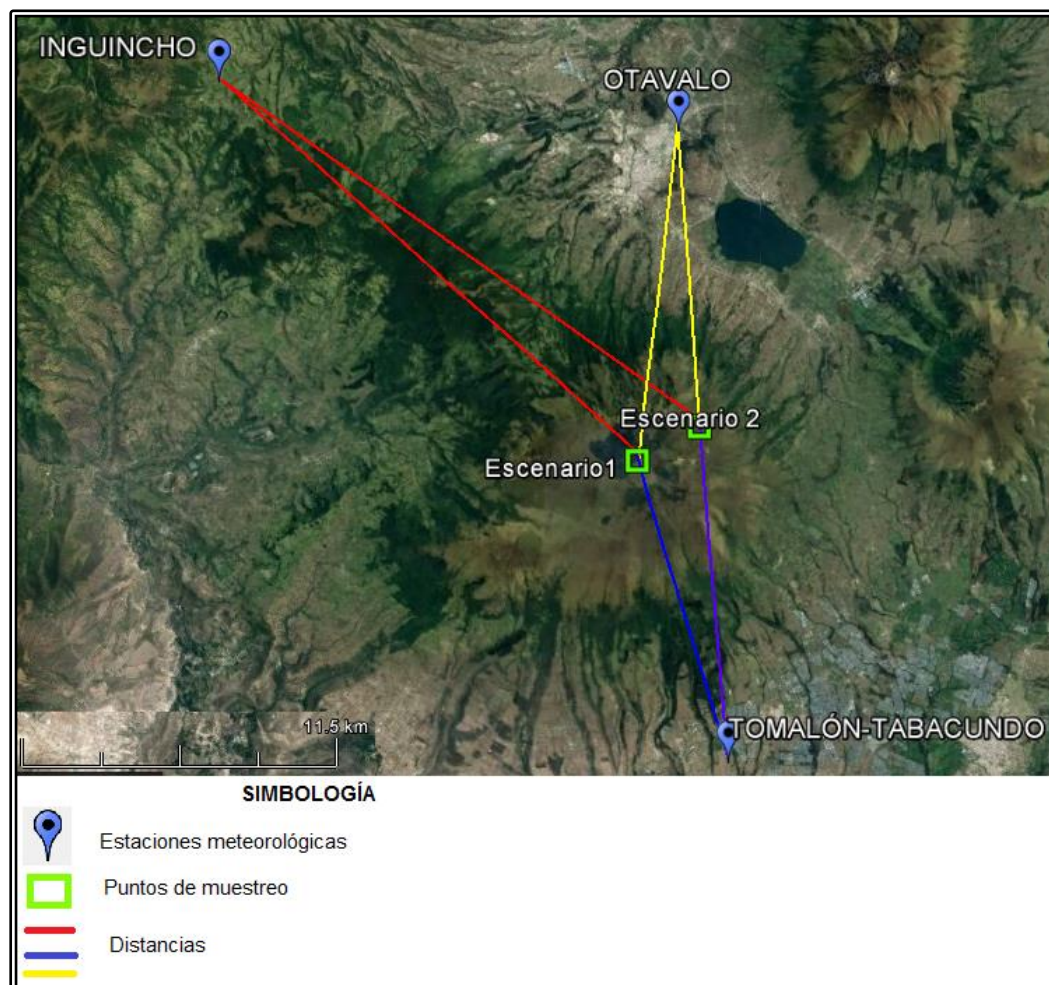 INGUINCHO
OTAVALO
Escenario 2
Escenario1
11.5 km
TOMALÓN-TABACUNDO
SIMBOLOGÍA
Estaciones meteorológicas
Puntos de muestreo
Distancias